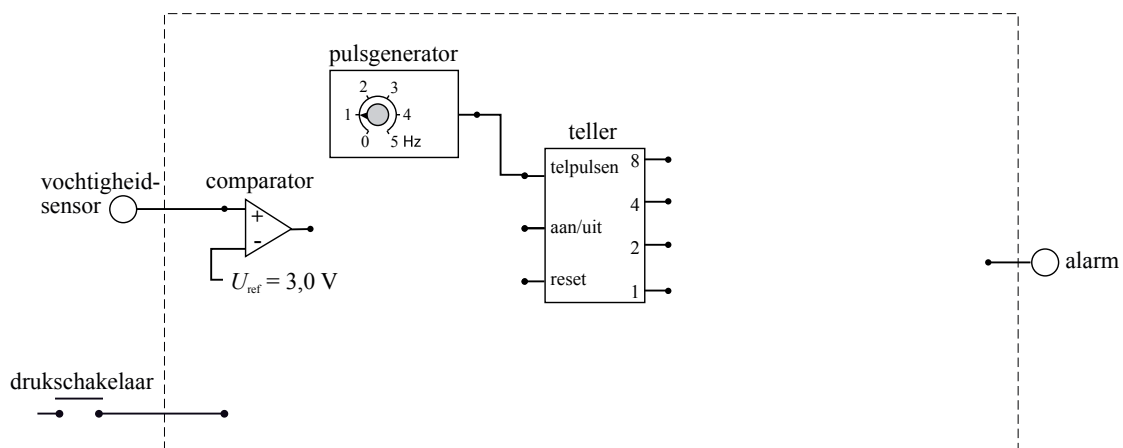 pulsgenerator
2 3
1 4
0 5 Hz
teller
telpulsen 8
4
aan/uit
2
reset
1
vochtigheid-
sensor
comparator
+
-
Uref = 3,0 V
alarm
drukschakelaar